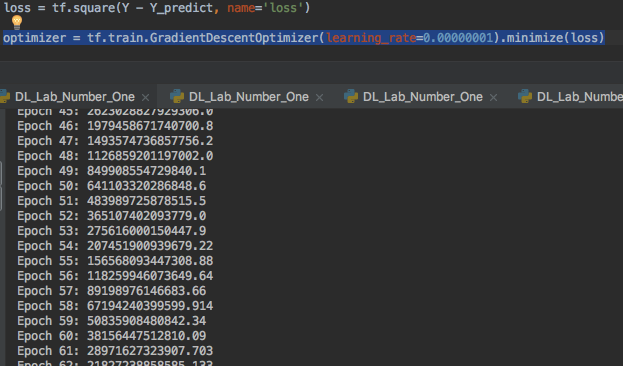 loss = tf.square(Y - Y_predict, name='loss')
optimizer = tf.train.GradientDescentOptimizer(learning_rate=0.00000001).minimize(loss)
DL_Lab_Number_One × DL_Lab_Number_One × DL_Lab_Number_One × DL_Lab_Numbe
Epoch 45: 2623028827929306.0
Epoch 46: 1979458671740700.8
Epoch 47: 1493574736857756.2
Epoch 48: 1126859201197002.0
Epoch 49: 849908554729840.1
Epoch 50: 641103320286848.6
Epoch 51: 483989725878515.5
Epoch 52: 365107402093779.0
Epoch 53: 275616000150447.9
Epoch 54: 207451900939679.22
Epoch 55: 156568093447308.88
Epoch 56: 118259946073649.64
Epoch 57: 89198976146683.66
Epoch 58: 67194240399599.914
Epoch 59: 50835908480842.34
Epoch 60: 38156447512810.09
Epoch 61: 28971627323907.703
Epoch 62: 21827238858585.133